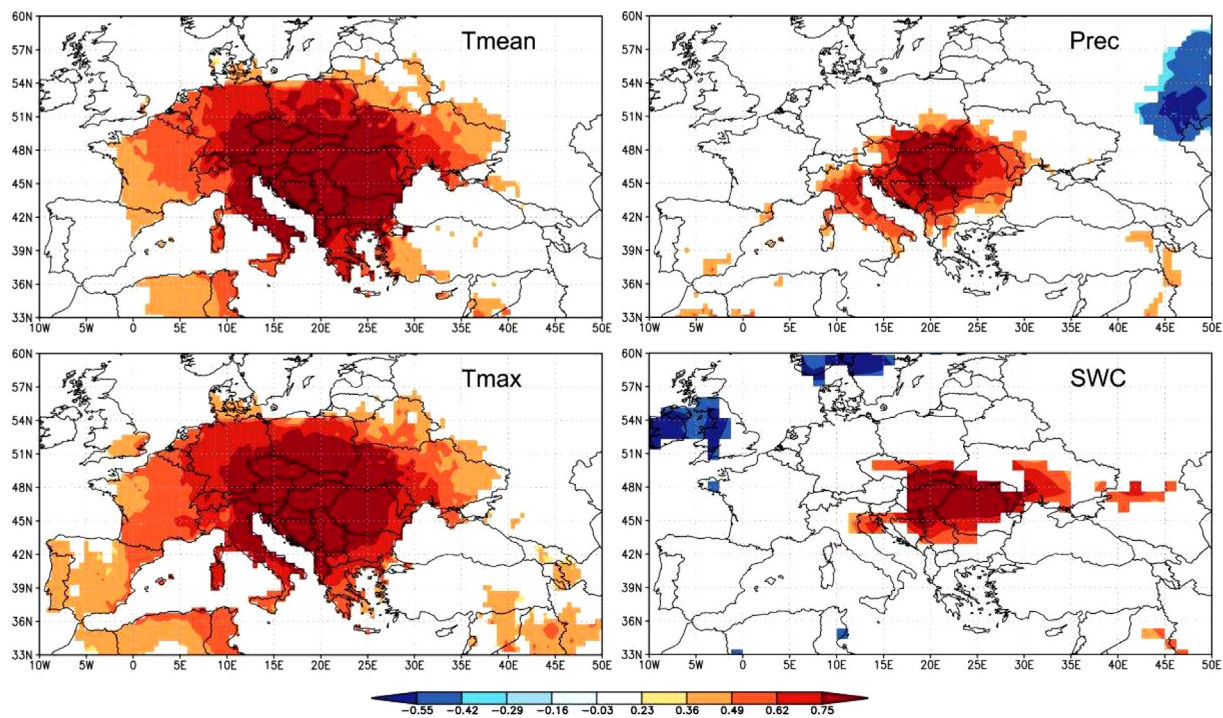 60N
57N
54N
51N
48N
45N
42N
39N
36N
33N
10W 5W 0 5E 10E 15E 20E 25E 30E 35E 40E 45E 50E
Tmean
60N
57N
54N
51N
48N
45N
42N
39N
36N
33N
10W 5W 0 5E 10E 15E 20E 25E 30E 35E 40E 45E 50E
Prec
60N
57N
54N
51N
48N
45N
42N
39N
36N
33N
10W 5W 0 5E 10E 15E 20E 25E 30E 35E 40E 45E 50E
Tmax
60N
57N
54N
51N
48N
45N
42N
39N
36N
33N
10W 5W 0 5E 10E 15E 20E 25E 30E 35E 40E 45E 50E
SWC
-0.55 -0.42 -0.29 -0.16 -0.03 0.23 0.36 0.49 0.62 0.75